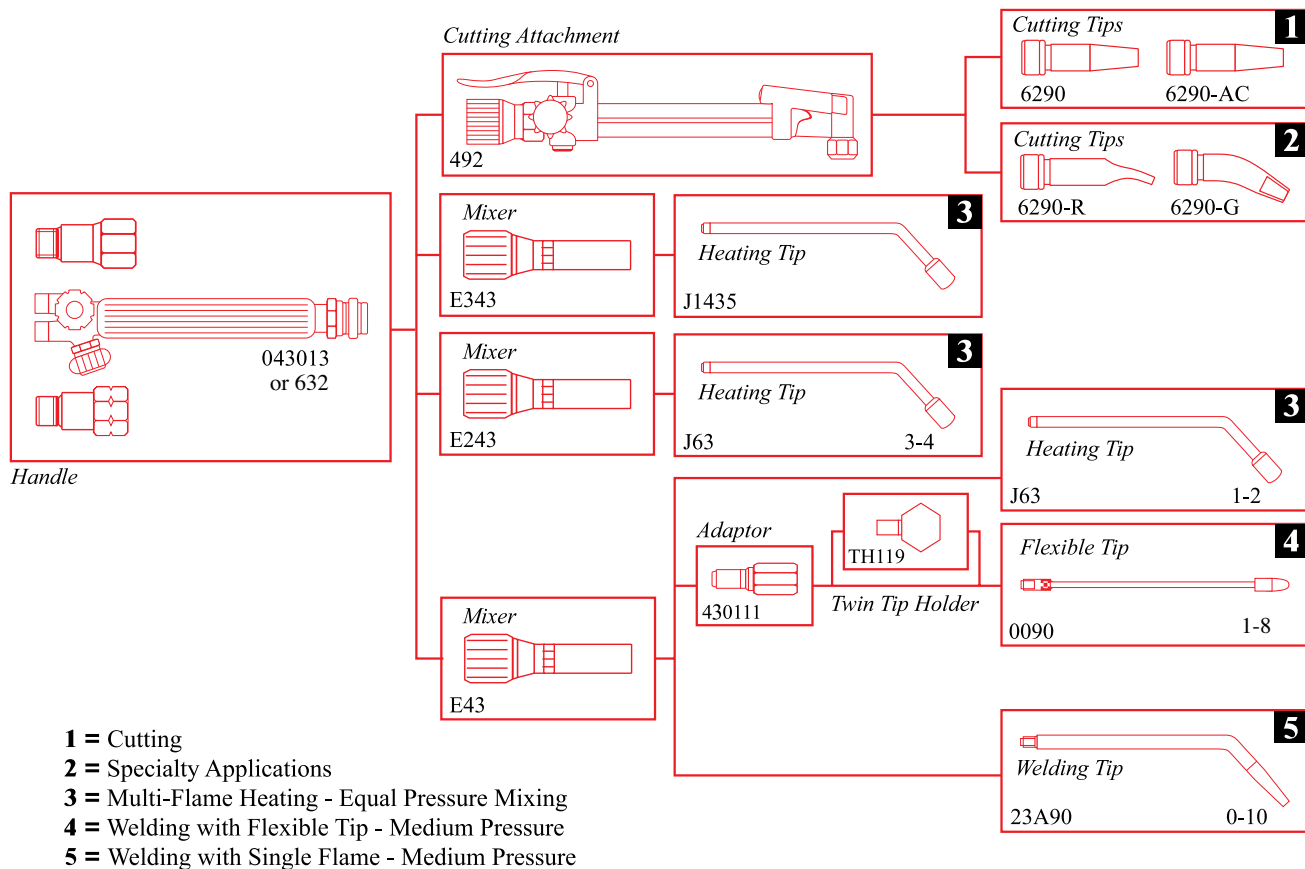 Cutting Attachment
492
Cutting Tips
1
6290
6290-AC
Cutting Tips
2
6290-R
6290-G
043013
or 632
Handle
Mixer
E343
3
Heating Tip
J1435
Mixer
E243
3
Heating Tip
J63
3-4
Mixer
E43
3
Heating Tip
J63
1-2
Adaptor
430111
TH119
Twin Tip Holder
Flexible Tip
4
0090
1-8
5
Welding Tip
23A90
0-10
1 = Cutting
2 = Specialty Applications
3 = Multi-Flame Heating - Equal Pressure Mixing
4 = Welding with Flexible Tip - Medium Pressure
5 = Welding with Single Flame - Medium Pressure